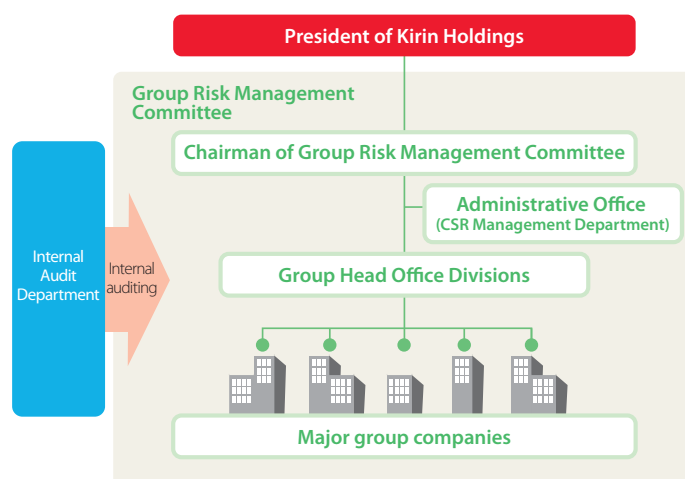 President of Kirin Holdings
Group Risk Management
Committee
Chairman of Group Risk Management Committee
Administrative Office
(CSR Management Department)
Internal
Audit
Department
Internal
auditing
Group Head Office Divisions
Major group companies